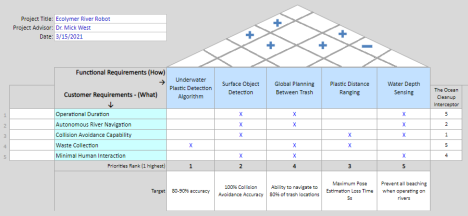 Project Title: Ecolymer River Robot
Project Advisor: Dr. Mick West
Date: 3/15/2021
+ −
+ +
+ −
Functional Requirements (How) →
Customer Requirements - (What) ↓
Underwater Plastic Detection Algorithm
Surface Object Detection
Global Planning Between Trash
Plastic Distance Ranging
Water Depth Sensing
The Ocean Cleanup Interceptor
1 Operational Duration X X X 5
2 Autonomous River Navigation X X X 2
3 Collision Avoidance Capability X X X 1
4 Waste Collection X X X 5
5 Minimal Human Interaction X X X 4
Priorities Rank (1 highest) 1 2 4 3 5
Target
80-90% accuracy
100% Collision Avoidance Accuracy
Ability to navigate to 80% of trash locations
Maximum Pose Estimation Loss Time 5s
Prevent all beaching when operating on rivers